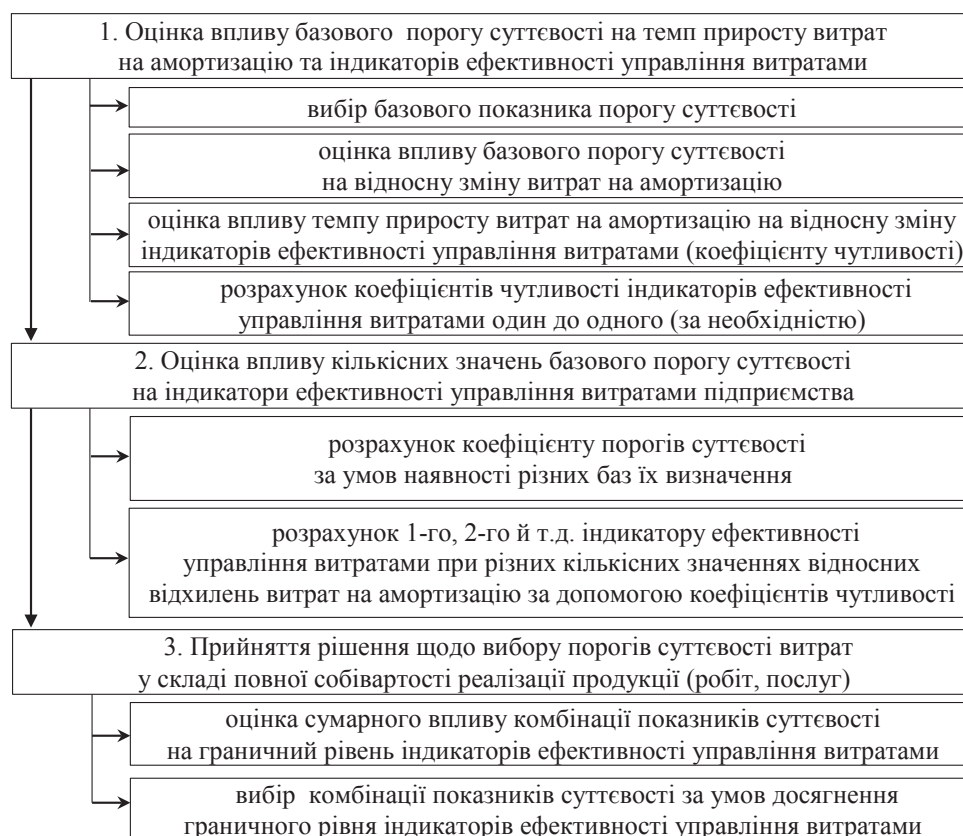 1. Оцінка впливу базового порогу суттєвості на темп приросту витрат
на амортизацію та індикаторів ефективності управління витратами
вибір базового показника порогу суттєвості
оцінка впливу базового порогу суттєвості
на відносну зміну витрат на амортизацію
оцінка впливу темпу приросту витрат на амортизацію на відносну зміну
індикаторів ефективності управління витратами (коефіцієнту чутливості)
розрахунок коефіцієнтів чутливості індикаторів ефективності
управління витратами один до одного (за необхідністю)
2. Оцінка впливу кількісних значень базового порогу суттєвості
на індикатори ефективності управління витратами підприємства
розрахунок коефіцієнту порогів суттєвості
за умов наявності різних баз їх визначення
розрахунок 1-го, 2-го й т.д. індикатору ефективності
управління витратами при різних кількісних значеннях відносних
відхилень витрат на амортизацію за допомогою коефіцієнтів чутливості
3. Прийняття рішення щодо вибору порогів суттєвості витрат
у складі повної собівартості реалізації продукції (робіт, послуг)
оцінка сумарного впливу комбінації показників суттєвості
на граничний рівень індикаторів ефективності управління витратами
вибір комбінації показників суттєвості за умов досягнення
граничного рівня індикаторів ефективності управління витратами